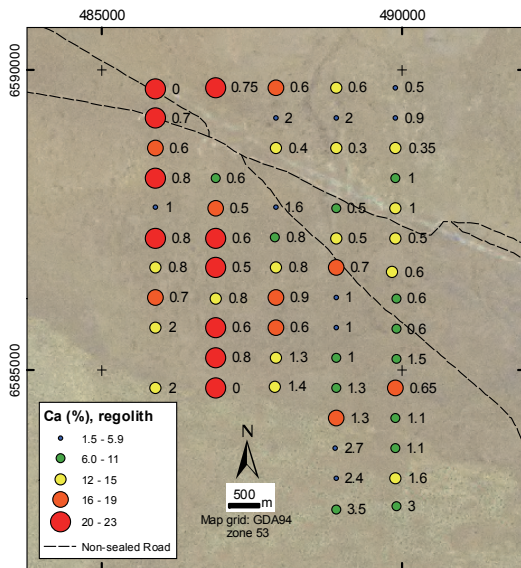 485000 490000
6590000
0 0.75 0.6 0.6 0.5
0.7 2 2 0.9
0.6 0.4 0.3 0.35
0.8 0.6 1
1 0.5 1.6 0.5 1
0.8 0.6 0.8 0.5 0.5
0.8 0.5 0.8 0.7 0.6
0.7 0.8 0.9 1 0.6
2 0.6 0.6 1 0.6
6585000
0.8 1.3 1 1.5
2 0 1.4 1.3 0.65
1.3 1.1
2.7 1.1
2.4 1.6
3.5 3
Ca (%), regolith
1.5 - 5.9
6.0 - 11
12 - 15
16 - 19
20 - 23
Non-sealed Road
N
500 m
Map grid: GDA94
zone 53